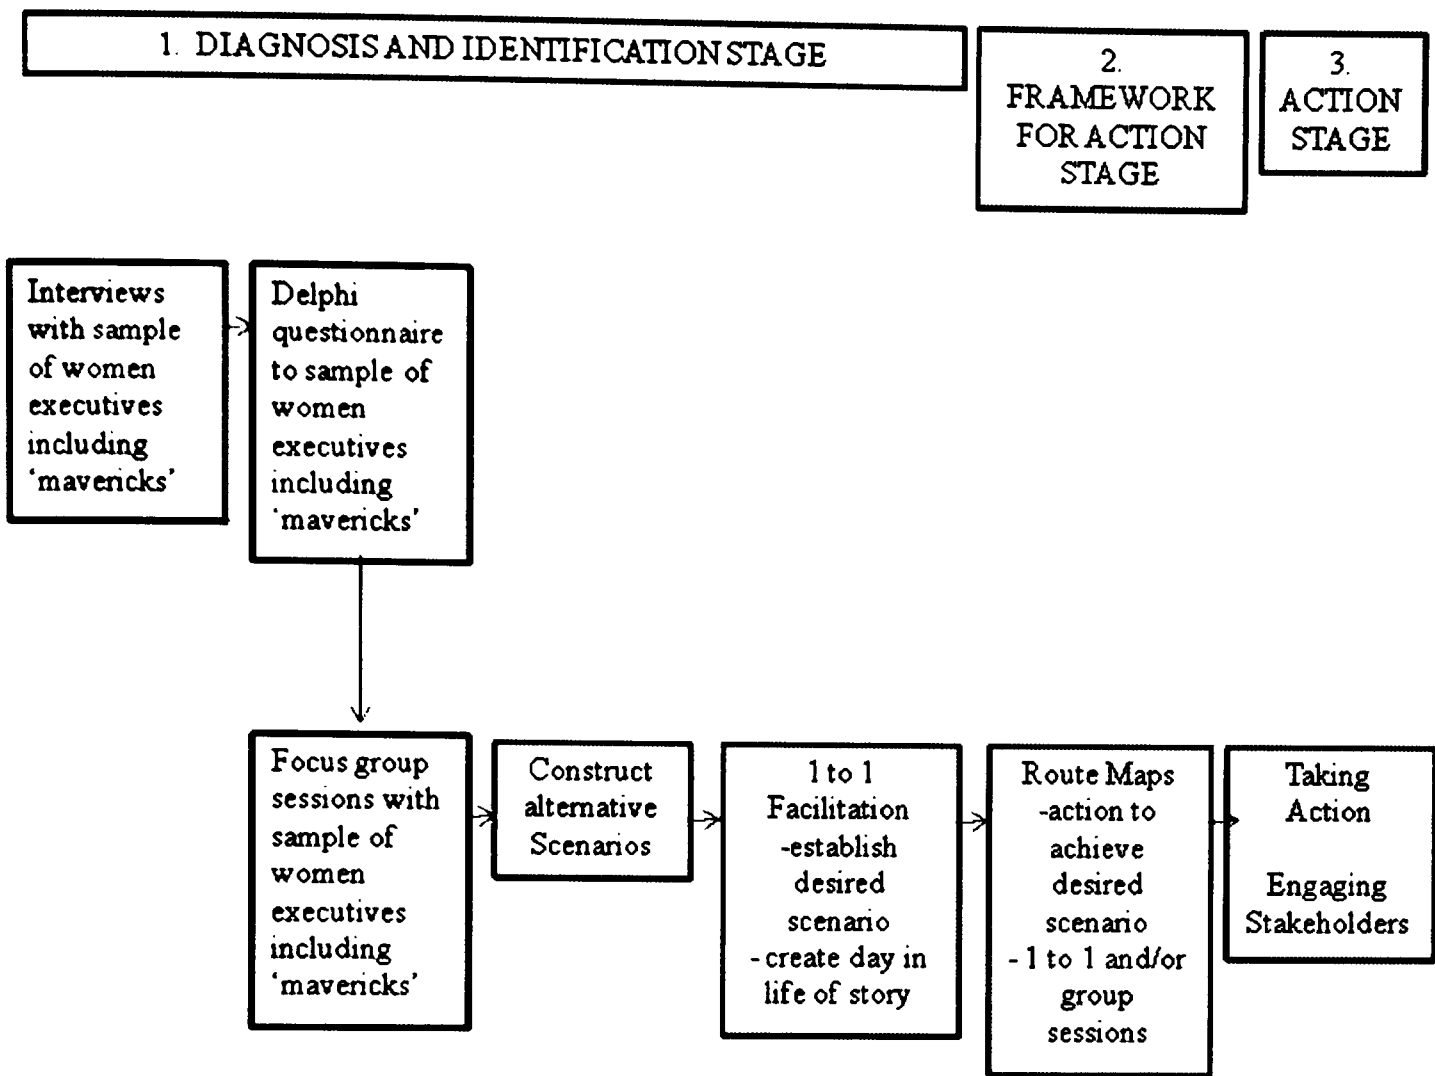 1. DIAGNOSIS AND IDENTIFICATION STAGE
2.
FRAMEWORK
FOR ACTION
STAGE
3.
ACTION
STAGE
Interviews
with sample
of women
executives
including
‘mavericks’
Delphi
questionnaire
to sample of
women
executives
including
‘mavericks’
Focus group
sessions with
sample of
women
executives
including
‘mavericks’
Construct
alternative
Scenarios
1 to 1
Facilitation
-establish
desired
scenario
- create day in
life of story
Route Maps
-action to
achieve
desired
scenario
- 1 to 1 and/or
group
sessions
Taking
Action
Engaging
Stakeholders